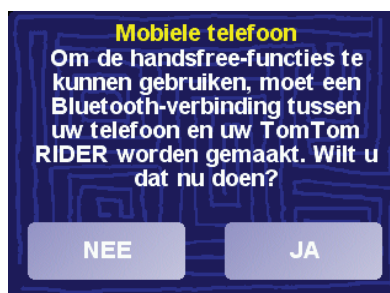 Mobiele telefoon
Om de handsfree-functies te
kunnen gebruiken, moet een
Bluetooth-verbinding tussen
uw telefoon en uw TomTom
RIDER worden gemaakt. Wilt u
dat nu doen?
NEE JA